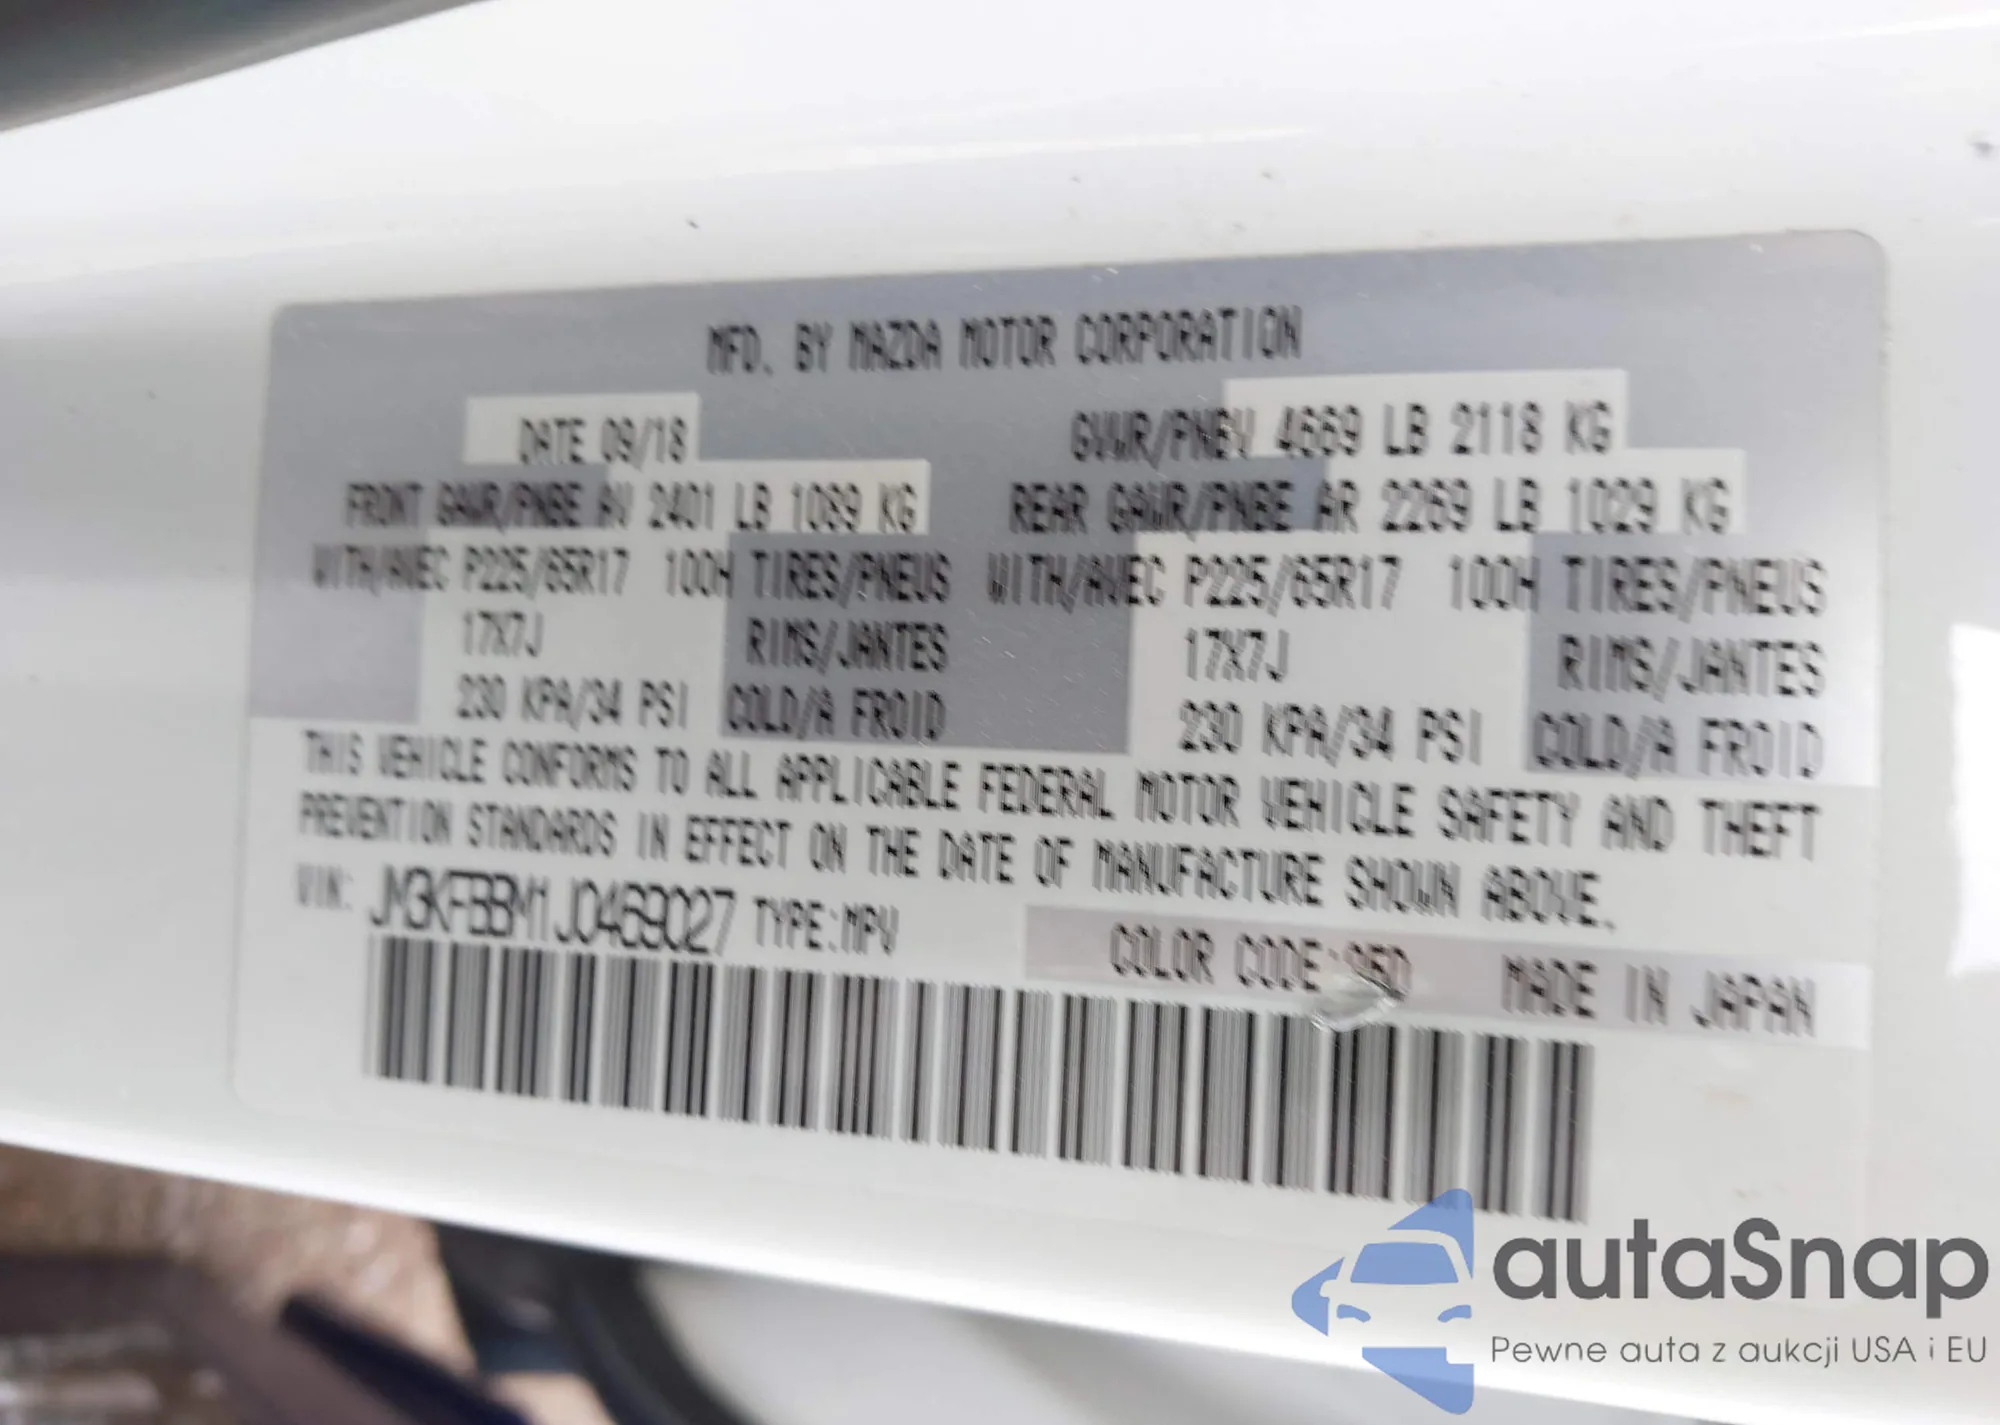 MFD. BY MAZDA MOTOR CORPORATION
DATE 09/18 GVWR/PNBV 4669 LB 2118 KG
FRONT GAWR/PNBE AV 2401 LB 1089 KG REAR GAWR/PNBE AR 2269 LB 1029 KG
WITH/AVEC P225/65R17 100H TIRES/PNEUS WITH/AVEC P225/65R17 100H TIRES/PNEUS
17X7J RIMS/JANTES 17X7J RIMS/JANTES
230 KPA/34 PSI COLD/A FROID 230 KPA/34 PSI COLD/A FROID
THIS VEHICLE CONFORMS TO ALL APPLICABLE FEDERAL MOTOR VEHICLE SAFETY AND THEFT
PREVENTION STANDARDS IN EFFECT ON THE DATE OF MANUFACTURE SHOWN ABOVE.
VIN: JM3KFBBM1J0469027 TYPE:MPV
COLOR CODE: MADE IN JAPAN
autaSnap
Pewne auta z aukcji USA i EU